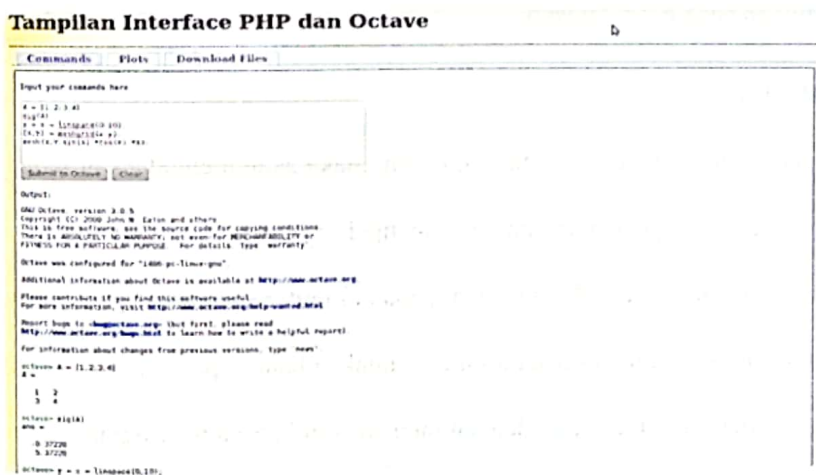 Tampilan Interface PHP dan Octave
Commands Plots Download Files
Input your commands here
eig(A)
Submit to Octave Clear
Output:
GNU Octave, version 3.0.5
Copyright (C) 2008 John W. Eaton and others
This is free software; see the source code for copying conditions.
There is ABSOLUTELY NO WARRANTY; not even for MERCHANTABILITY or
FITNESS FOR A PARTICULAR PURPOSE. For details, type `warranty'.
Octave was configured for "i486-pc-linux-gnu".
Additional information about Octave is available at http://www.octave.org.
Please contribute if you find this software useful.
For more information, visit http://www.octave.org/help-wanted.html
Report bugs to <bug@octave.org> (but first, please read
http://www.octave.org/bugs.html to learn how to write a helpful report).
For information about changes from previous versions, type `news'.
octave> A = [1,2;3,4]
A =
1 2
3 4
octave> eig(A)
ans =
-0.37228
5.37228
octave> y = x = linspace(0,10);